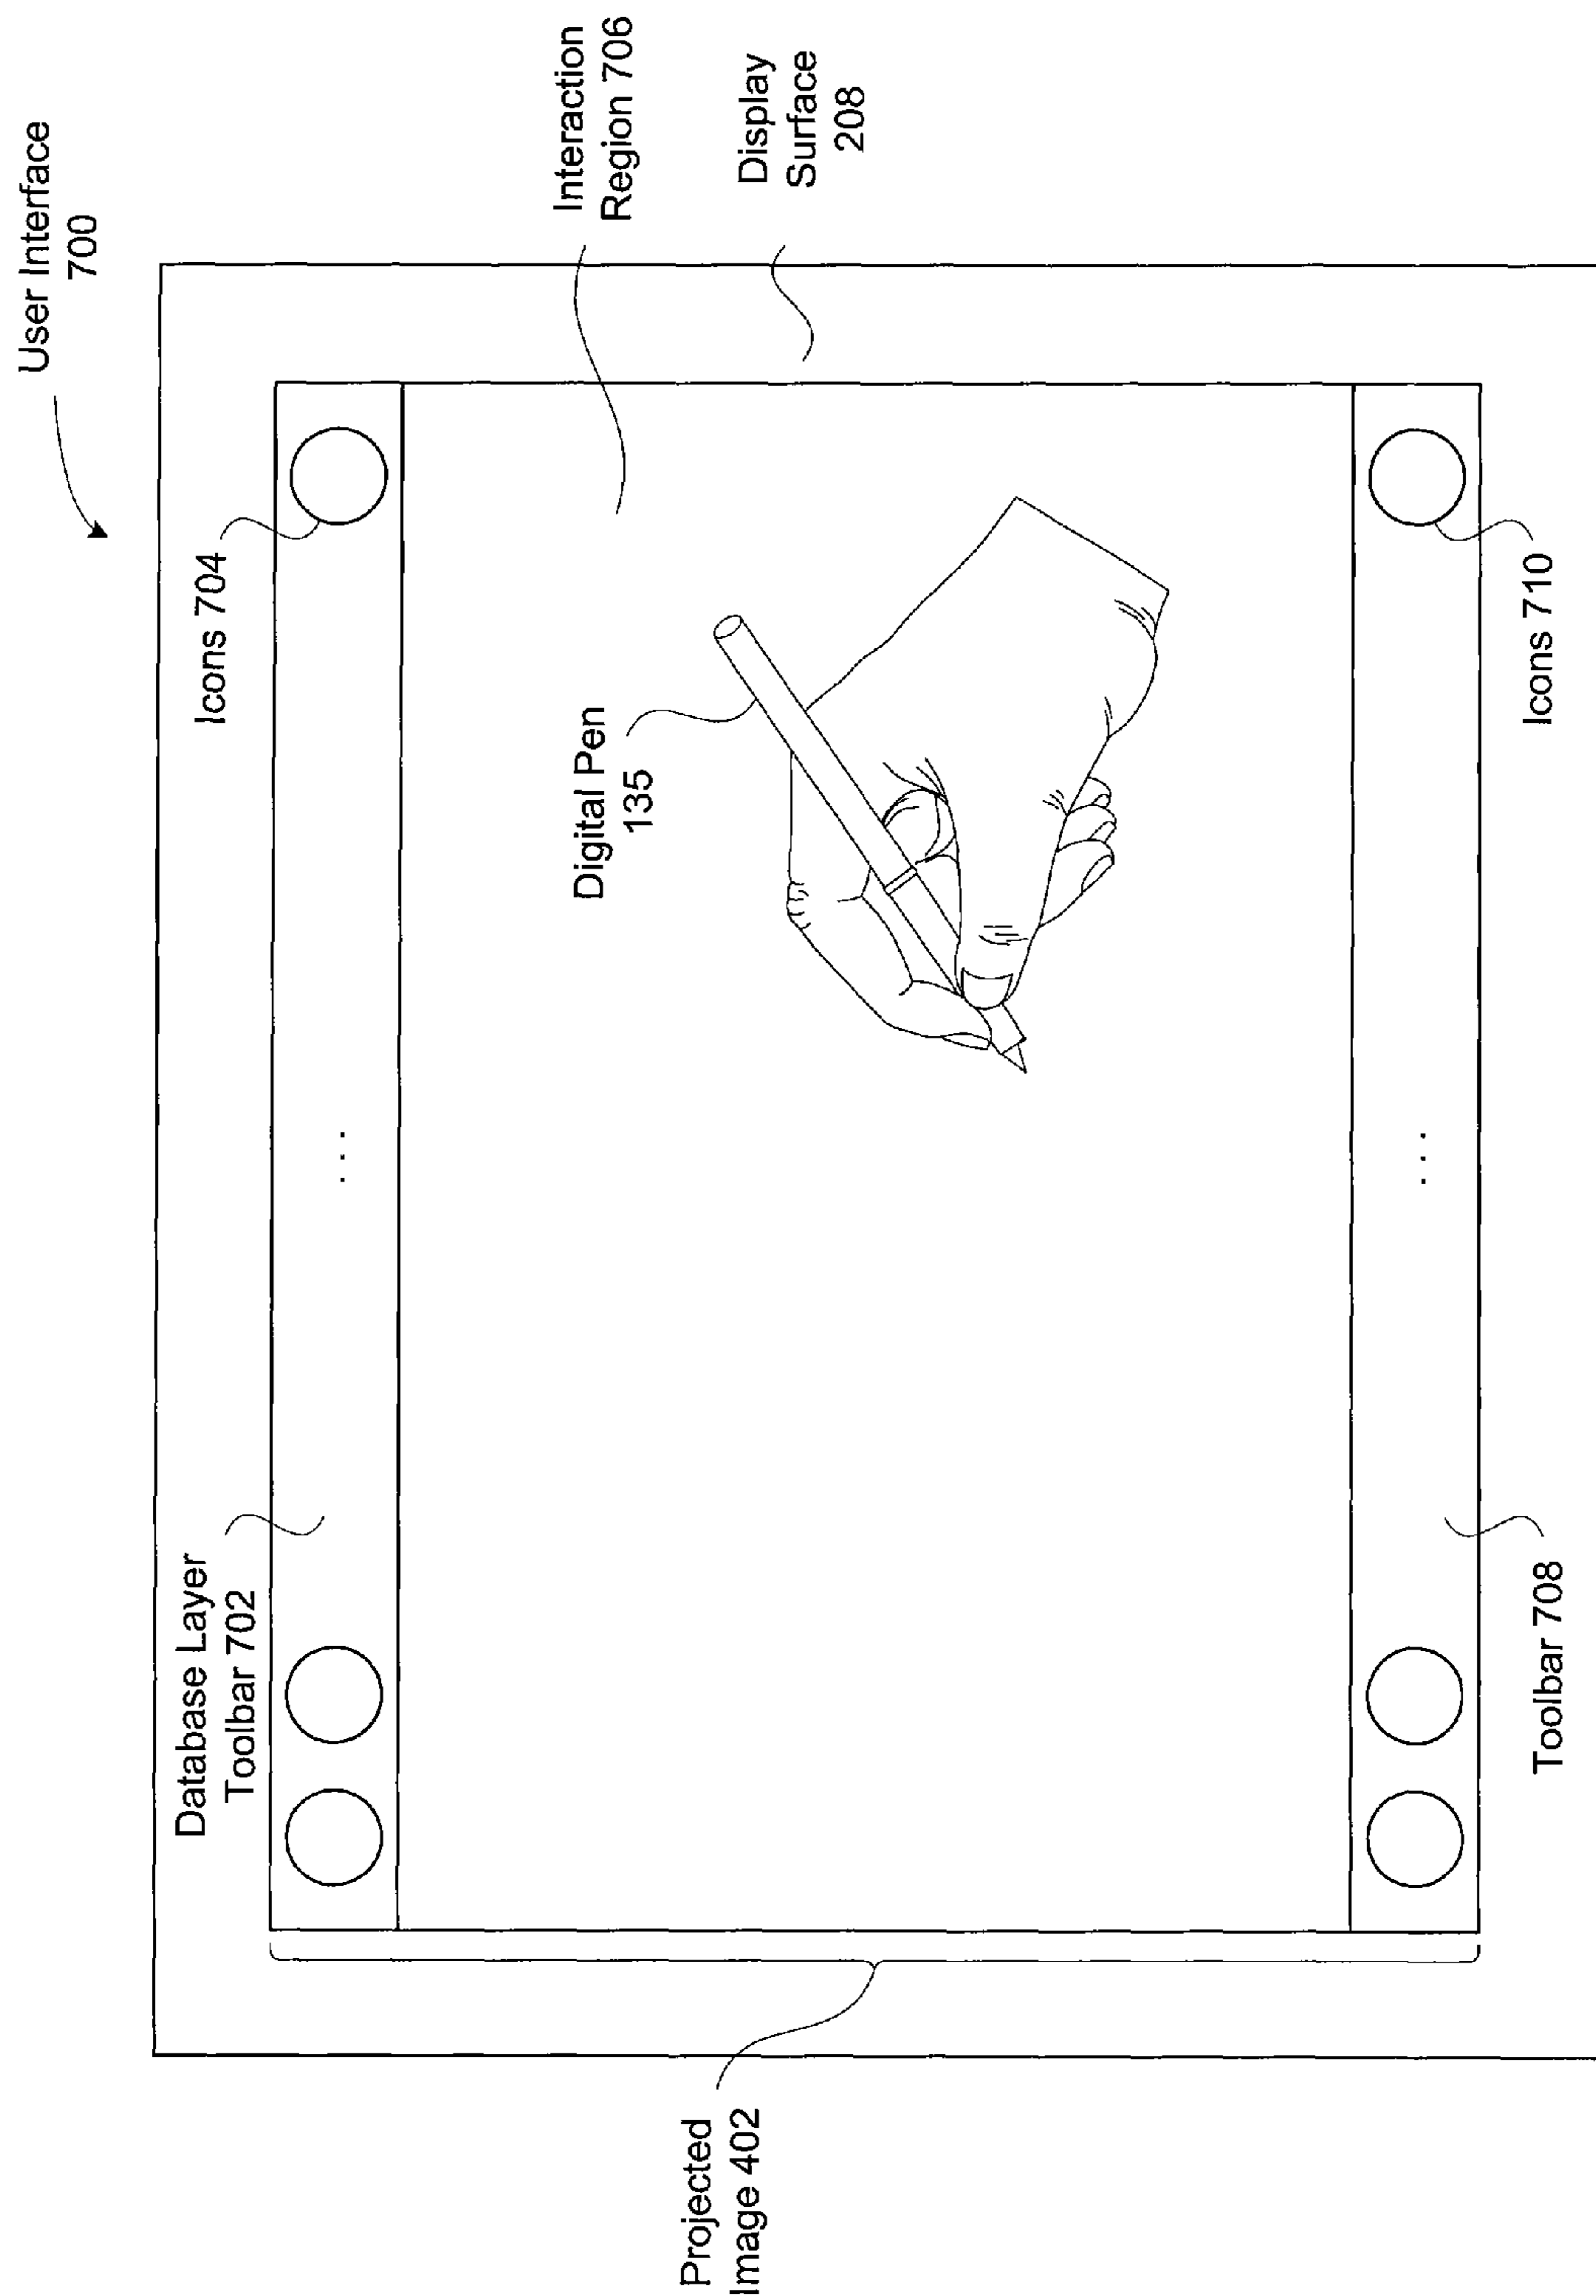 User Interface
700
Icons 704
Database Layer
Toolbar 702
Interaction
Region 706
Digital Pen
135
Display
Surface
208
Projected
Image 402
. . .
. . .
Icons 710
Toolbar 708